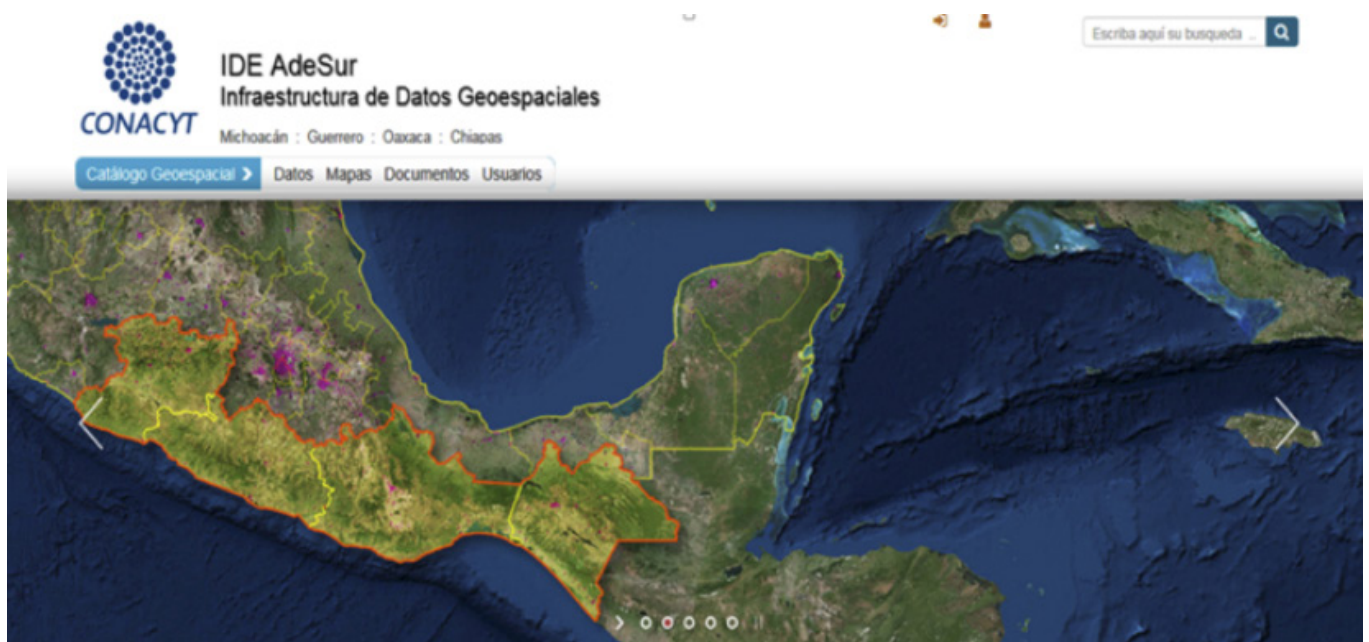 Escriba aquí su busqueda ...
IDE AdeSur
Infraestructura de Datos Geoespaciales
CONACYT
Michoacán : Guerrero : Oaxaca : Chiapas
Catálogo Geoespacial Datos Mapas Documentos Usuarios